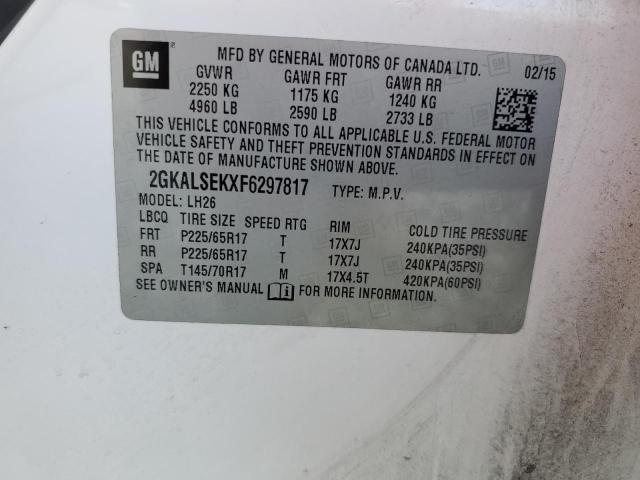 GM
MFD BY GENERAL MOTORS OF CANADA LTD. 02/15
GVWR GAWR FRT GAWR RR
2250 KG 1175 KG 1240 KG
4960 LB 2590 LB 2733 LB
THIS VEHICLE CONFORMS TO ALL APPLICABLE U.S. FEDERAL MOTOR
VEHICLE SAFETY AND THEFT PREVENTION STANDARDS IN EFFECT ON
THE DATE OF MANUFACTURE SHOWN ABOVE.
2GKALSEKXF6297817 TYPE: M.P.V.
MODEL: LH26
LBCQ TIRE SIZE SPEED RTG RIM COLD TIRE PRESSURE
FRT P225/65R17 T 17X7J 240KPA(35PSI)
RR P225/65R17 T 17X7J 240KPA(35PSI)
SPA T145/70R17 M 17X4.5T 420KPA(60PSI)
SEE OWNER'S MANUAL i FOR MORE INFORMATION.